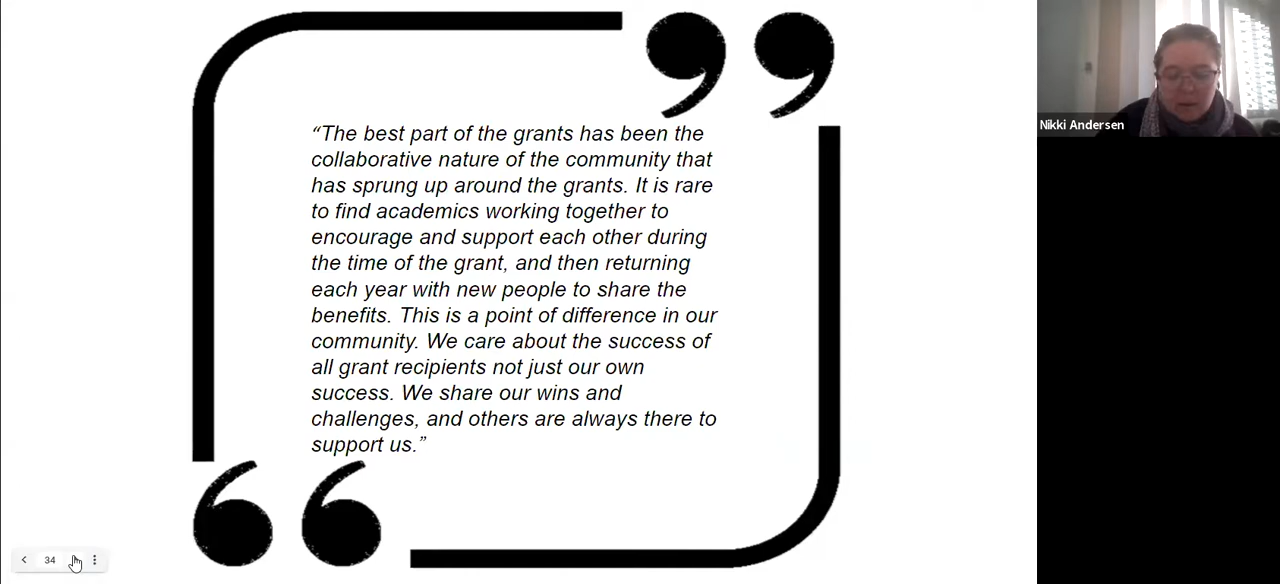 “The best part of the grants has been the
collaborative nature of the community that
has sprung up around the grants. It is rare
to find academics working together to
encourage and support each other during
the time of the grant, and then returning
each year with new people to share the
benefits. This is a point of difference in our
community. We care about the success of
all grant recipients not just our own
success. We share our wins and
challenges, and others are always there to
support us.”
Nikki Andersen
34